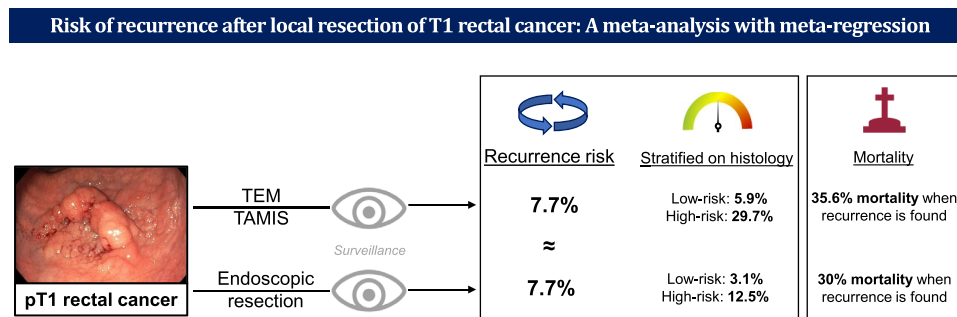 Risk of recurrence after local resection of T1 rectal cancer: A meta-analysis with meta-regression
Recurrence risk
Stratified on histology
Mortality
TEM
TAMIS
Surveillance
7.7%
Low-risk: 5.9%
High-risk: 29.7%
35.6% mortality when
recurrence is found
≈
pT1 rectal cancer
Endoscopic
resection
7.7%
Low-risk: 3.1%
High-risk: 12.5%
30% mortality when
recurrence is found